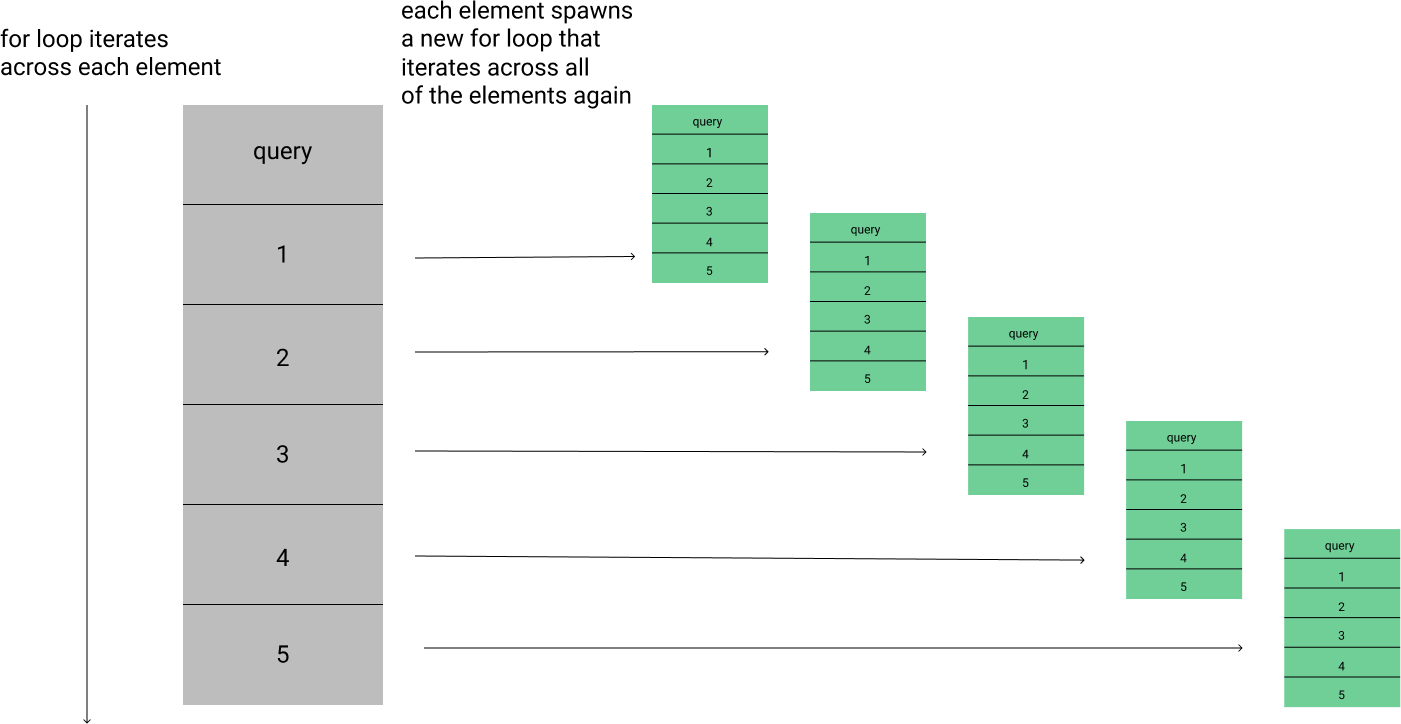 for loop iterates
across each element
each element spawns
a new for loop that
iterates across all
of the elements again
query
1
2
3
4
5
query
1
2
3
4
5
query
1
2
3
4
5
query
1
2
3
4
5
query
1
2
3
4
5
query
1
2
3
4
5